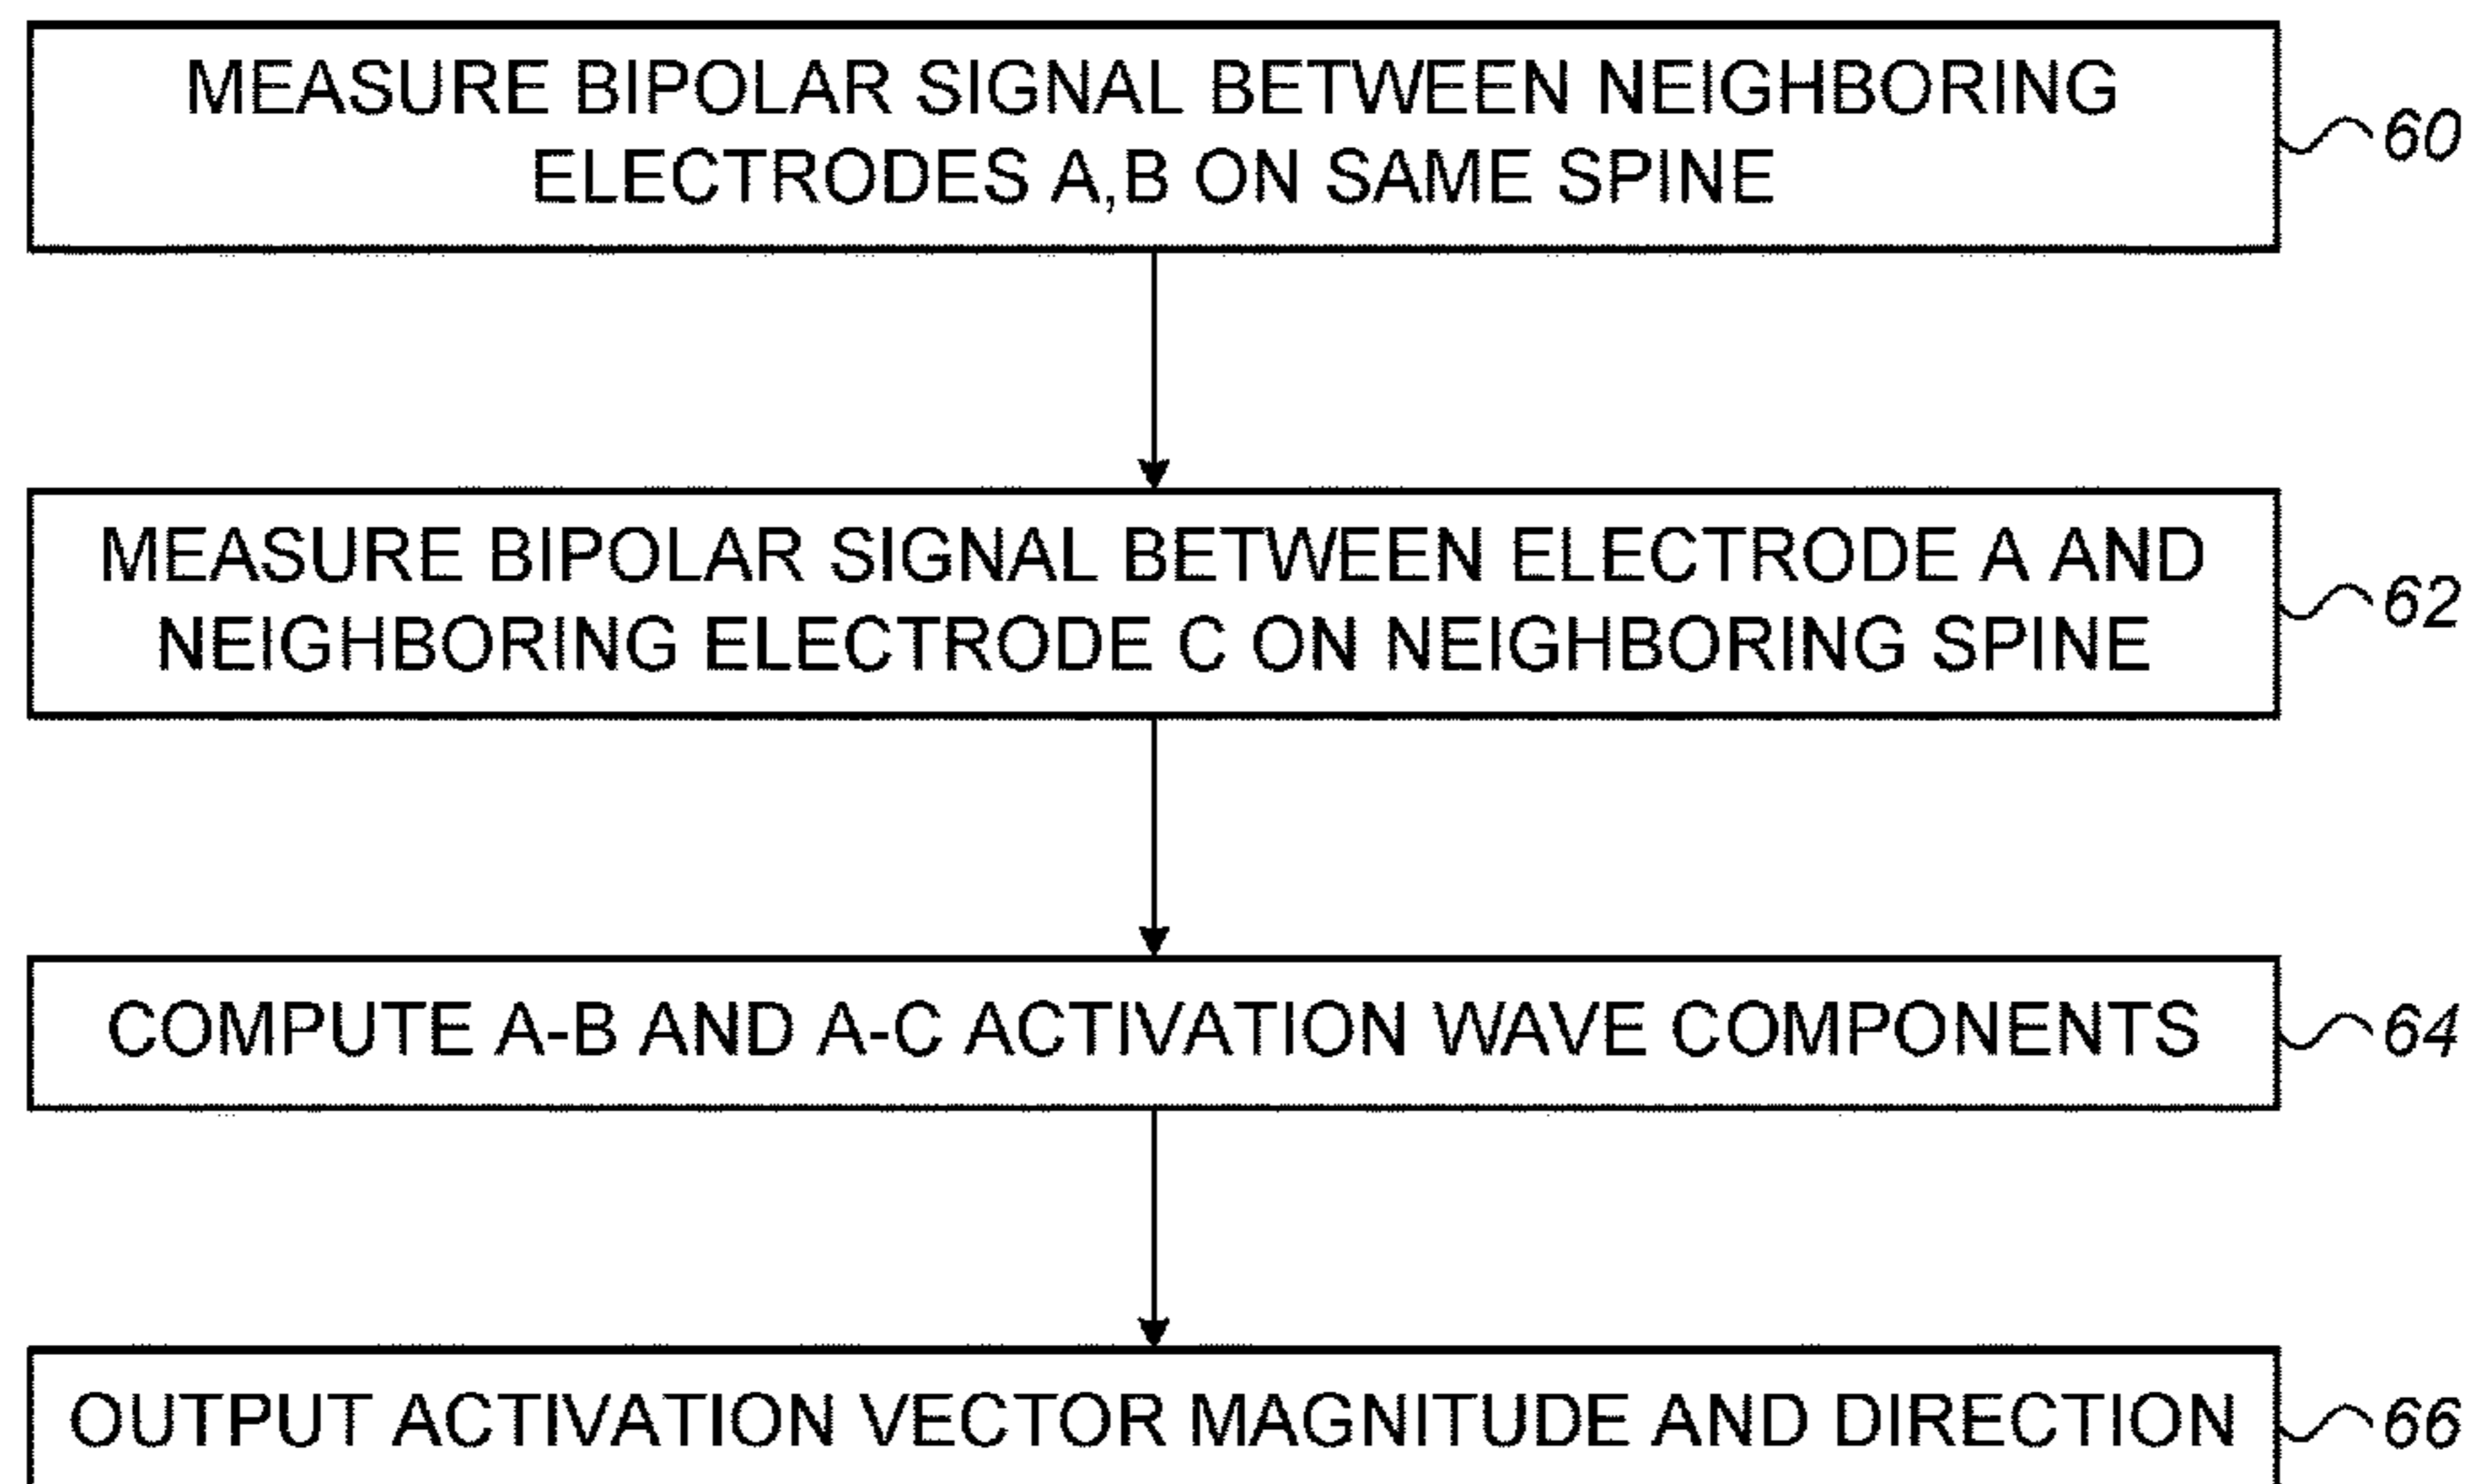 MEASURE BIPOLAR SIGNAL BETWEEN NEIGHBORING
ELECTRODES A,B ON SAME SPINE
60
MEASURE BIPOLAR SIGNAL BETWEEN ELECTRODE A AND
NEIGHBORING ELECTRODE C ON NEIGHBORING SPINE
62
COMPUTE A-B AND A-C ACTIVATION WAVE COMPONENTS
64
OUTPUT ACTIVATION VECTOR MAGNITUDE AND DIRECTION
66